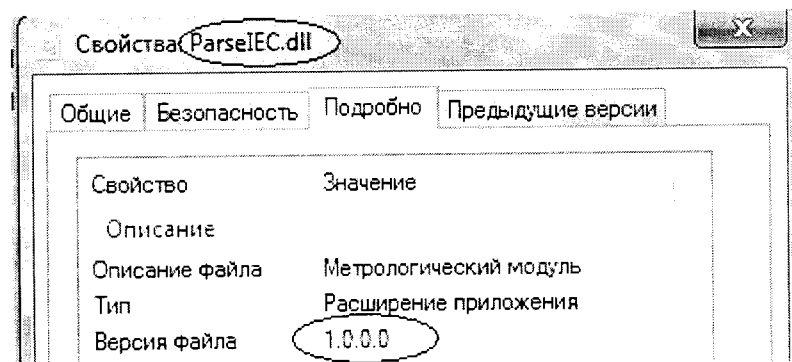 Свойства: ParseIEC.dll
Общие Безопасность Подробно Предыдущие версии
Свойство Значение
Описание
Описание файла Метрологический модуль
Тип Расширение приложения
Версия файла 1.0.0.0